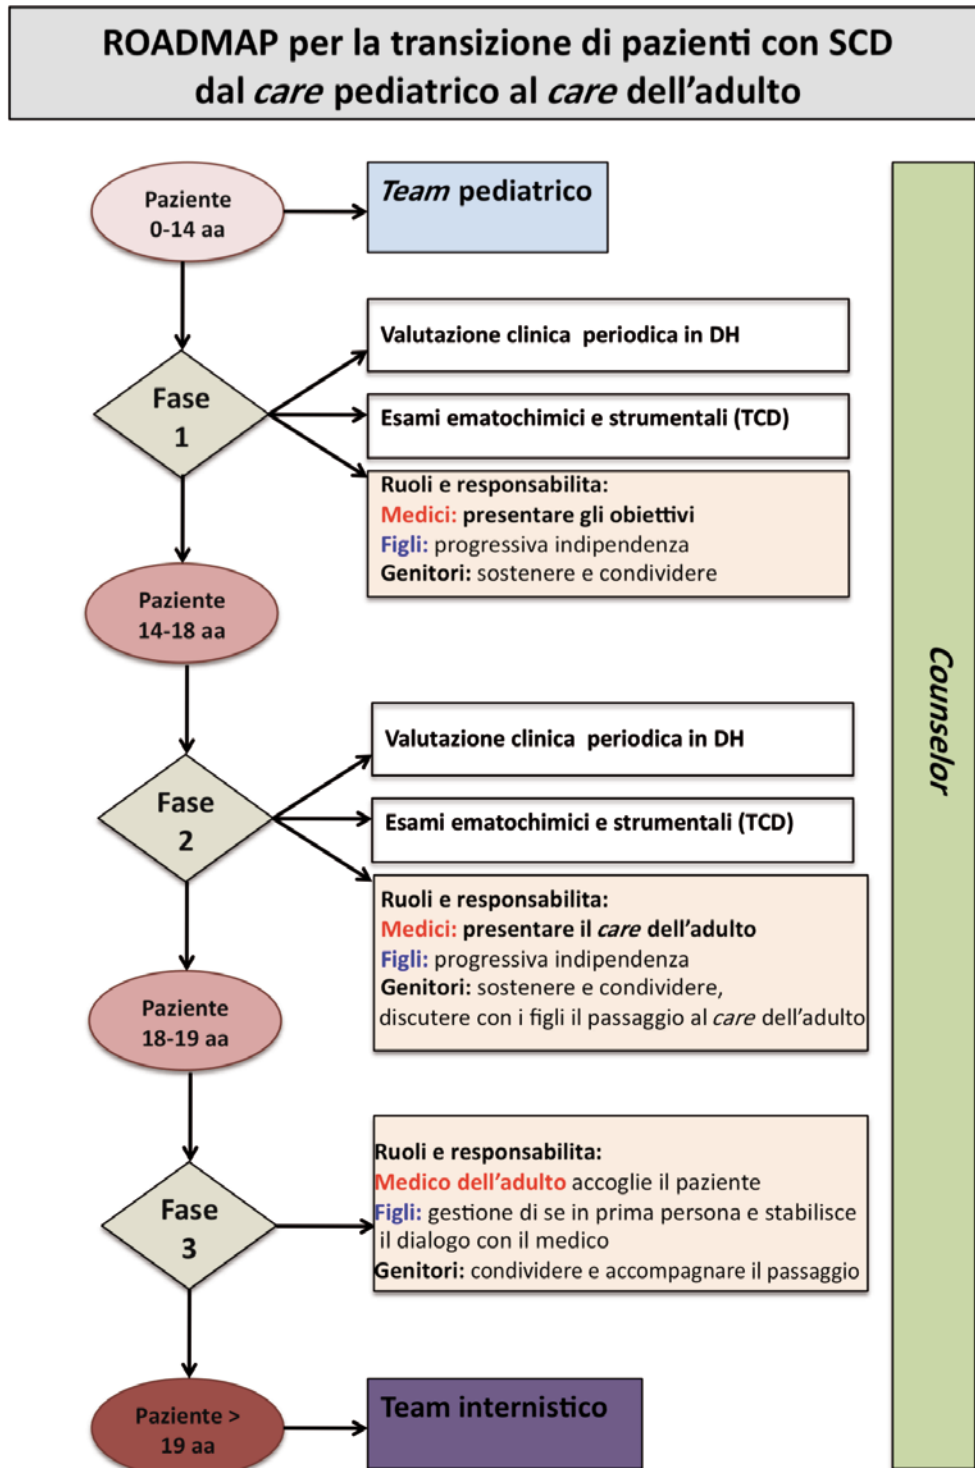 ROADMAP per la transizione di pazienti con SCD
dal care pediatrico al care dell'adulto
Paziente
0-14 aa
Team pediatrico
Fase
1
Valutazione clinica  periodica in DH
Esami ematochimici e strumentali (TCD)
Ruoli e responsabilita:
Medici: presentare gli obiettivi
Figli: progressiva indipendenza
Genitori: sostenere e condividere
Paziente
14-18 aa
Fase
2
Valutazione clinica  periodica in DH
Esami ematochimici e strumentali (TCD)
Ruoli e responsabilita:
Medici: presentare il care dell'adulto
Figli: progressiva indipendenza
Genitori: sostenere e condividere,
discutere con i figli il passaggio al care dell'adulto
Paziente
18-19 aa
Fase
3
Ruoli e responsabilita:
Medico dell'adulto accoglie il paziente
Figli: gestione di se in prima persona e stabilisce
il dialogo con il medico
Genitori: condividere e accompagnare il passaggio
Paziente >
19 aa
Team internistico
Counselor